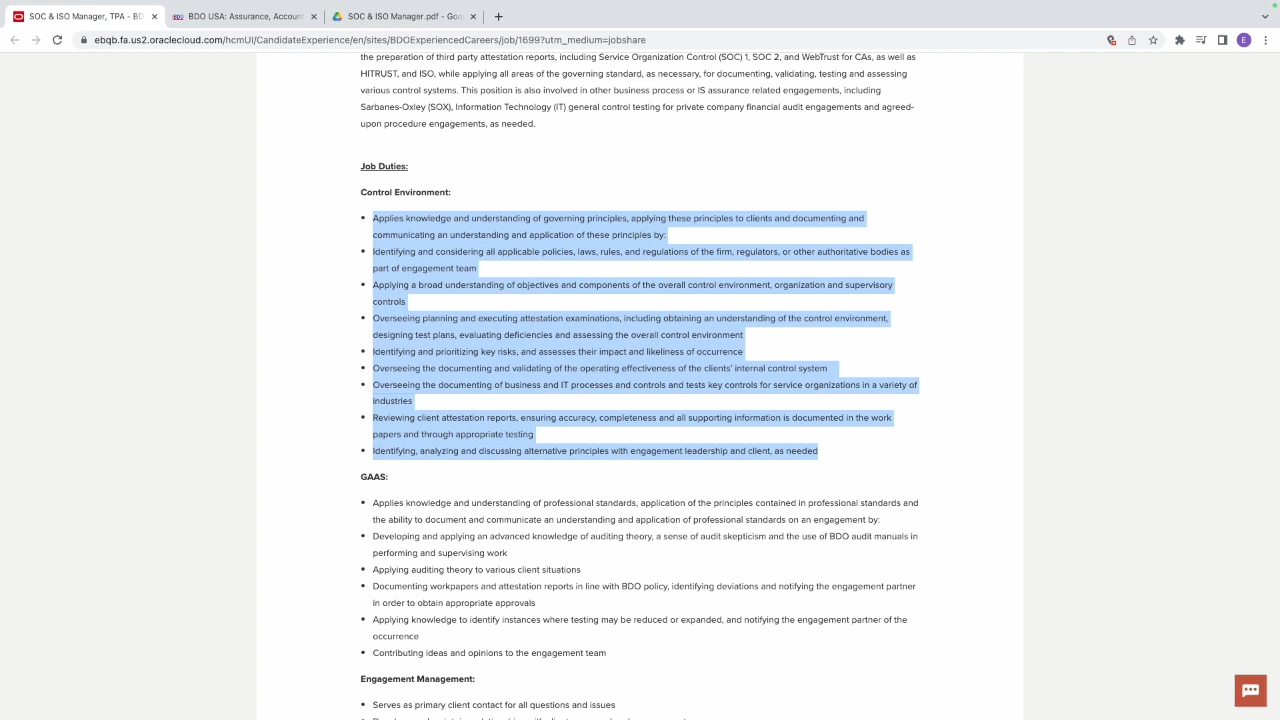 SOC & ISO Manager, TPA - BD
BDO USA: Assurance, Accoun
SOC & ISO Manager.pdf - Goo
ebqb.fa.us2.oraclecloud.com/hcmUI/CandidateExperience/en/sites/BDOExperiencedCareers/job/1699?utm_medium=jobshare
E
the preparation of third party attestation reports, including Service Organization Control (SOC) 1, SOC 2, and WebTrust for CAs, as well as
HITRUST, and ISO, while applying all areas of the governing standard, as necessary, for documenting, validating, testing and assessing
various control systems. This position is also involved in other business process or IS assurance related engagements, including
Sarbanes-Oxley (SOX), Information Technology (IT) general control testing for private company financial audit engagements and agreed-
upon procedure engagements, as needed.
Job Duties:
Control Environment:
• Applies knowledge and understanding of governing principles, applying these principles to clients and documenting and
communicating an understanding and application of these principles by:
• Identifying and considering all applicable policies, laws, rules, and regulations of the firm, regulators, or other authoritative bodies as
part of engagement team
• Applying a broad understanding of objectives and components of the overall control environment, organization and supervisory
controls
• Overseeing planning and executing attestation examinations, including obtaining an understanding of the control environment,
designing test plans, evaluating deficiencies and assessing the overall control environment
• Identifying and prioritizing key risks, and assesses their impact and likeliness of occurrence
• Overseeing the documenting and validating of the operating effectiveness of the clients' internal control system
• Overseeing the documenting of business and IT processes and controls and tests key controls for service organizations in a variety of
industries
• Reviewing client attestation reports, ensuring accuracy, completeness and all supporting information is documented in the work
papers and through appropriate testing
• Identifying, analyzing and discussing alternative principles with engagement leadership and client, as needed
GAAS:
• Applies knowledge and understanding of professional standards, application of the principles contained in professional standards and
the ability to document and communicate an understanding and application of professional standards on an engagement by:
• Developing and applying an advanced knowledge of auditing theory, a sense of audit skepticism and the use of BDO audit manuals in
performing and supervising work
• Applying auditing theory to various client situations
• Documenting workpapers and attestation reports in line with BDO policy, identifying deviations and notifying the engagement partner
in order to obtain appropriate approvals
• Applying knowledge to identify instances where testing may be reduced or expanded, and notifying the engagement partner of the
occurrence
• Contributing ideas and opinions to the engagement team
Engagement Management:
• Serves as primary client contact for all questions and issues